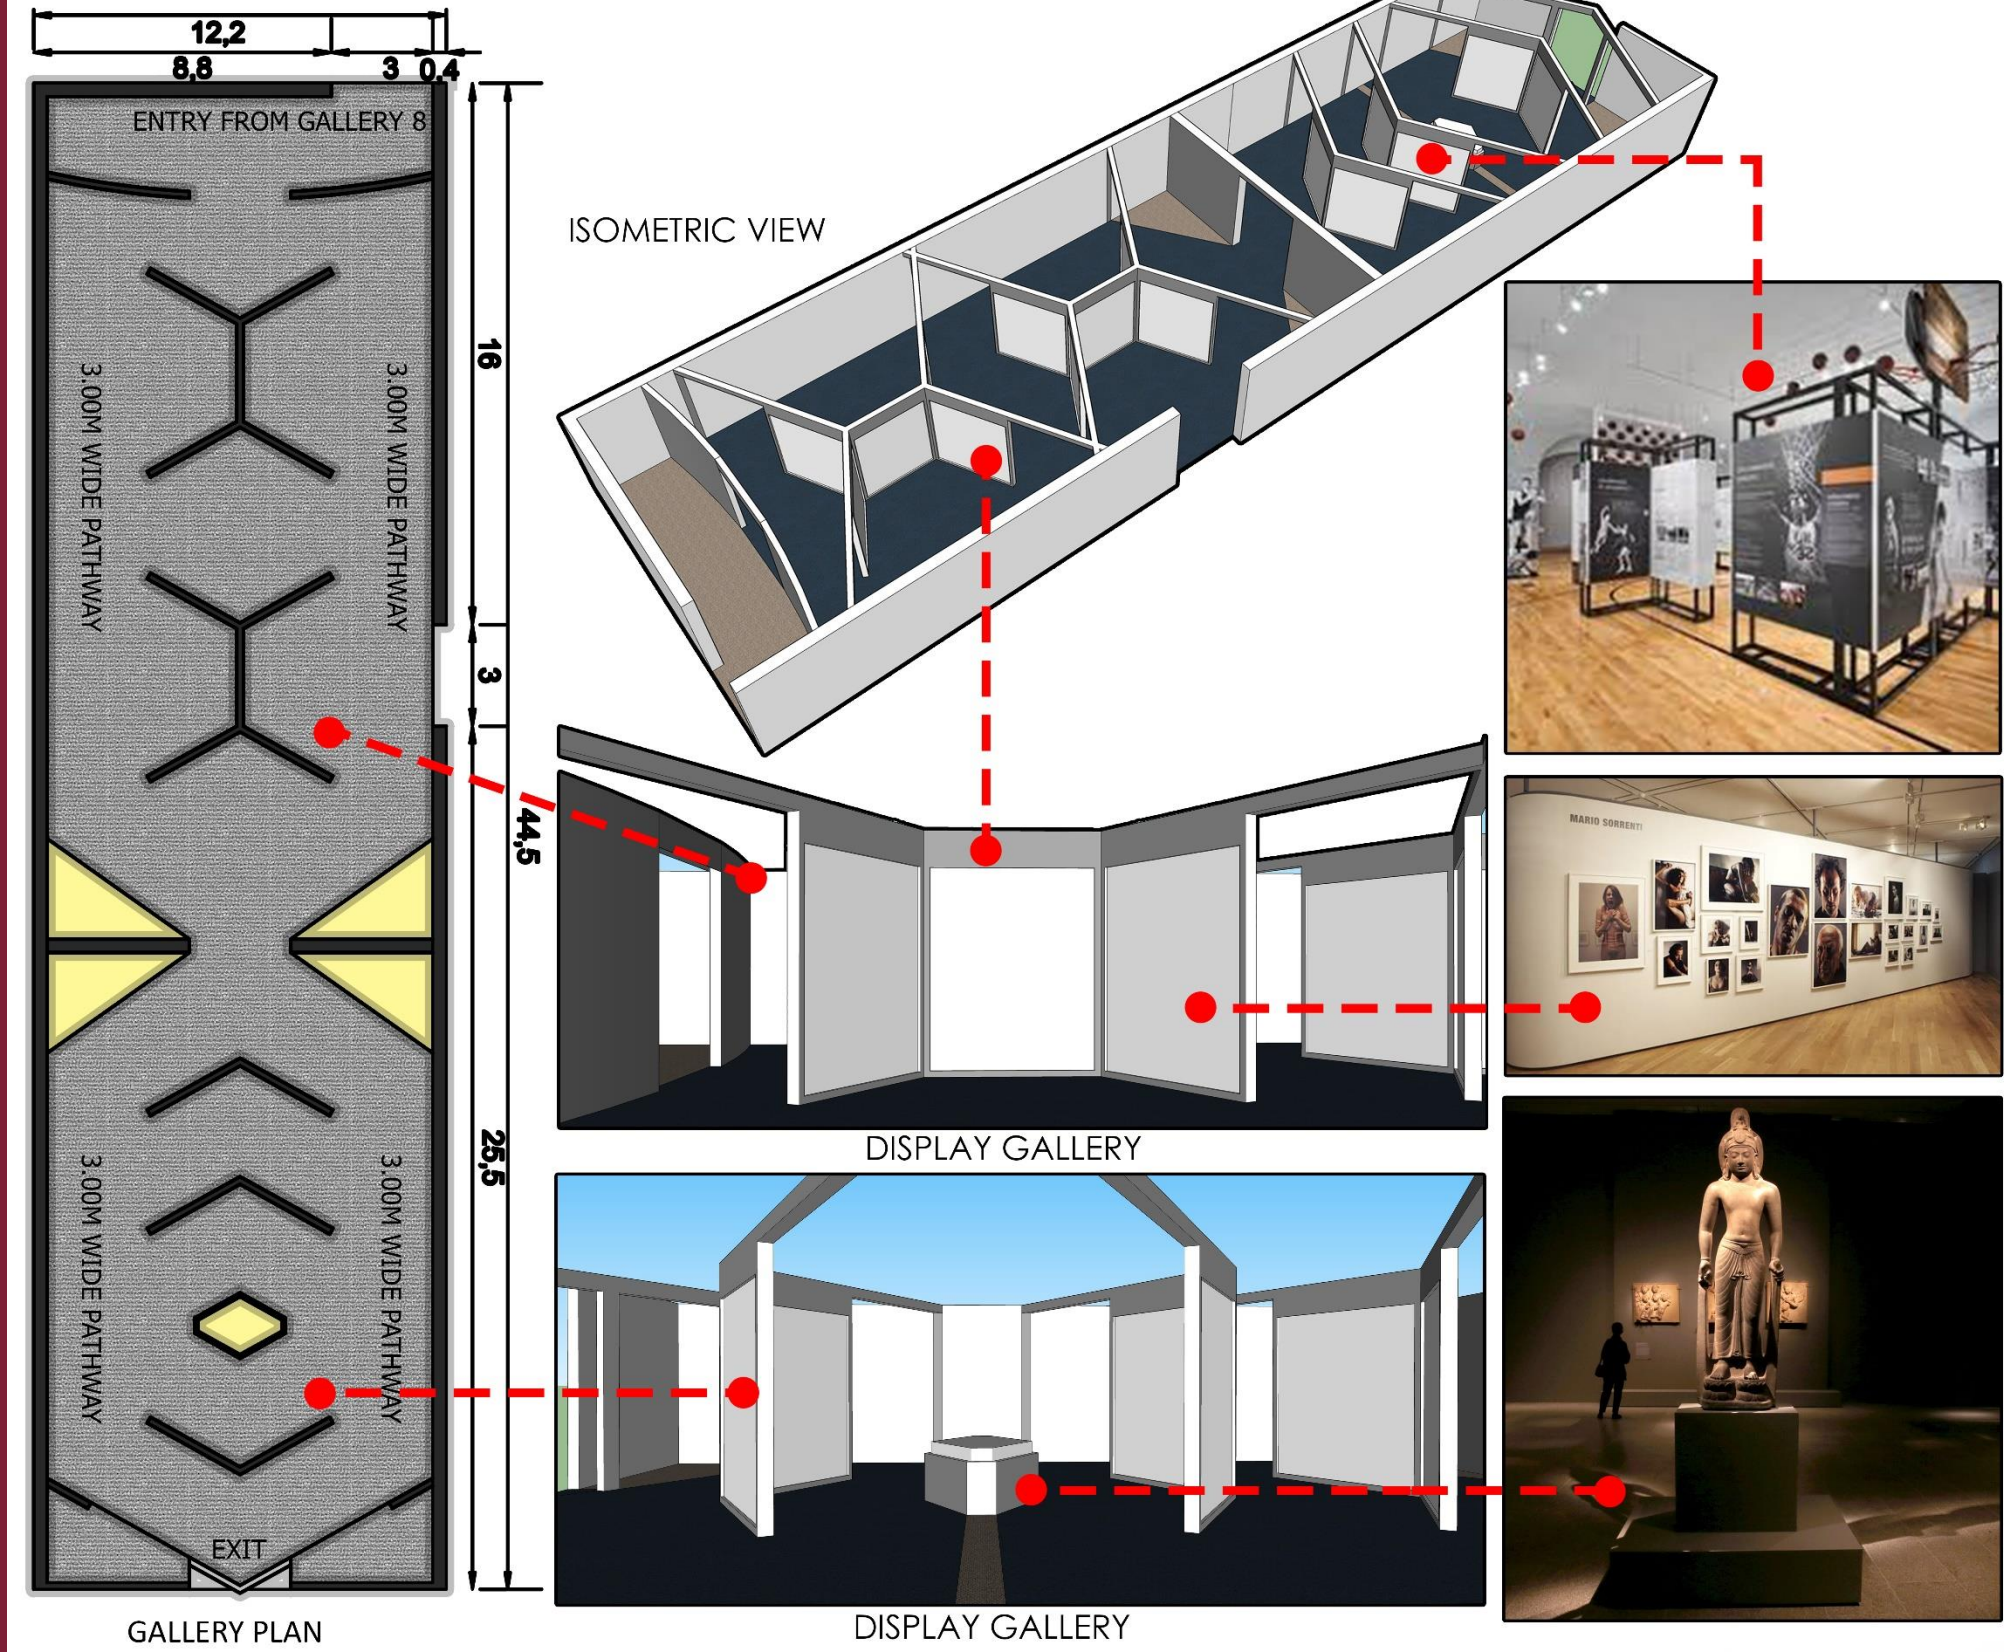 12,2
8,8
3
0,4
ENTRY FROM GALLERY 8
3.00M WIDE PATHWAY
3.00M WIDE PATHWAY
16
3
44,5
25,5
3.00M WIDE PATHWAY
3.00M WIDE PATHWAY
EXIT
GALLERY PLAN
ISOMETRIC VIEW
DISPLAY GALLERY
DISPLAY GALLERY
MARIO SORRENTI